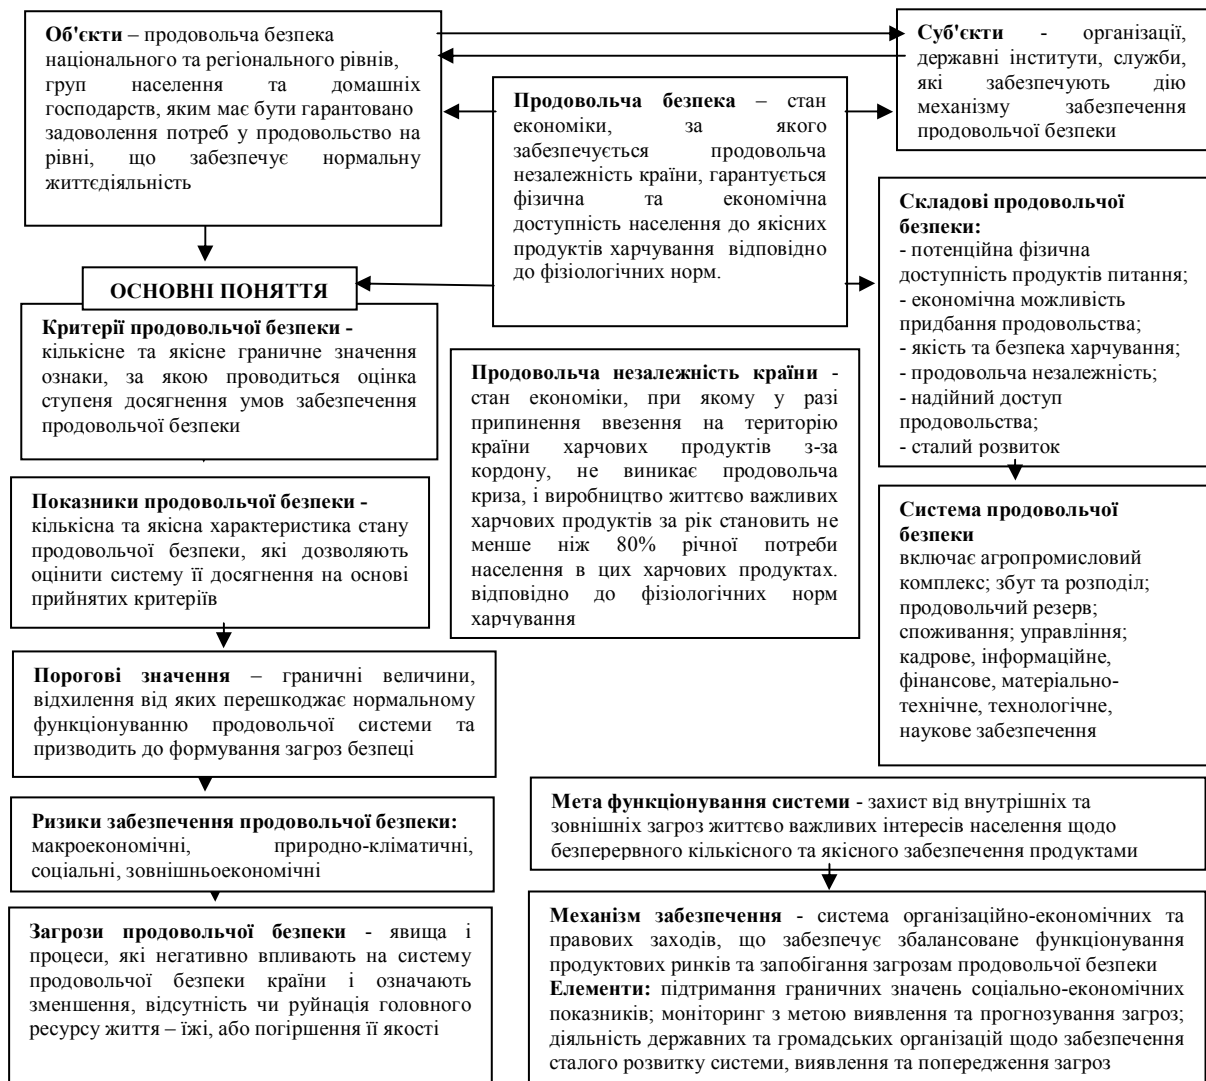 Об'єкти – продовольча безпека
національного та регіонального рівнів,
груп населення та домашніх
господарств, яким має бути гарантовано
задоволення потреб у продовольство на
рівні, що забезпечує нормальну
життєдіяльність
Суб'єкти - організації,
державні інститути, служби,
які забезпечують дію
механізму забезпечення
продовольчої безпеки
Продовольча безпека – стан
економіки, за якого
забезпечується продовольча
незалежність країни, гарантується
фізична та економічна
доступність населення до якісних
продуктів харчування відповідно
до фізіологічних норм.
Складові продовольчої
безпеки:
- потенційна фізична
доступність продуктів питання;
- економічна можливість
придбання продовольства;
- якість та безпека харчування;
- продовольча незалежність;
- надійний доступ
продовольства;
- сталий розвиток
ОСНОВНІ ПОНЯТТЯ
Критерії продовольчої безпеки -
кількісне та якісне граничне значення
ознаки, за якою проводиться оцінка
ступеня досягнення умов забезпечення
продовольчої безпеки
Продовольча незалежність країни -
стан економіки, при якому у разі
припинення ввезення на територію
країни харчових продуктів з-за
кордону, не виникає продовольча
криза, і виробництво життєво важливих
харчових продуктів за рік становить не
менше ніж 80% річної потреби
населення в цих харчових продуктах.
відповідно до фізіологічних норм
харчування
Показники продовольчої безпеки -
кількісна та якісна характеристика стану
продовольчої безпеки, які дозволяють
оцінити систему її досягнення на основі
прийнятих критеріїв
Система продовольчої
безпеки
включає агропромисловий
комплекс; збут та розподіл;
продовольчий резерв;
споживання; управління;
кадрове, інформаційне,
фінансове, матеріально-
технічне, технологічне,
наукове забезпечення
Порогові значення – граничні величини,
відхилення від яких перешкоджає нормальному
функціонуванню продовольчої системи та
призводить до формування загроз безпеці
Ризики забезпечення продовольчої безпеки:
макроекономічні, природно-кліматичні,
соціальні, зовнішньоекономічні
Мета функціонування системи - захист від внутрішніх та
зовнішніх загроз життєво важливих інтересів населення щодо
безперервного кількісного та якісного забезпечення продуктами
Загрози продовольчої безпеки - явища і
процеси, які негативно впливають на систему
продовольчої безпеки країни і означають
зменшення, відсутність чи руйнація головного
ресурсу життя – їжі, або погіршення її якості
Механізм забезпечення - система організаційно-економічних та
правових заходів, що забезпечує збалансоване функціонування
продуктових ринків та запобігання загрозам продовольчої безпеки
Елементи: підтримання граничних значень соціально-економічних
показників; моніторинг з метою виявлення та прогнозування загроз;
діяльність державних та громадських організацій щодо забезпечення
сталого розвитку системи, виявлення та попередження загроз